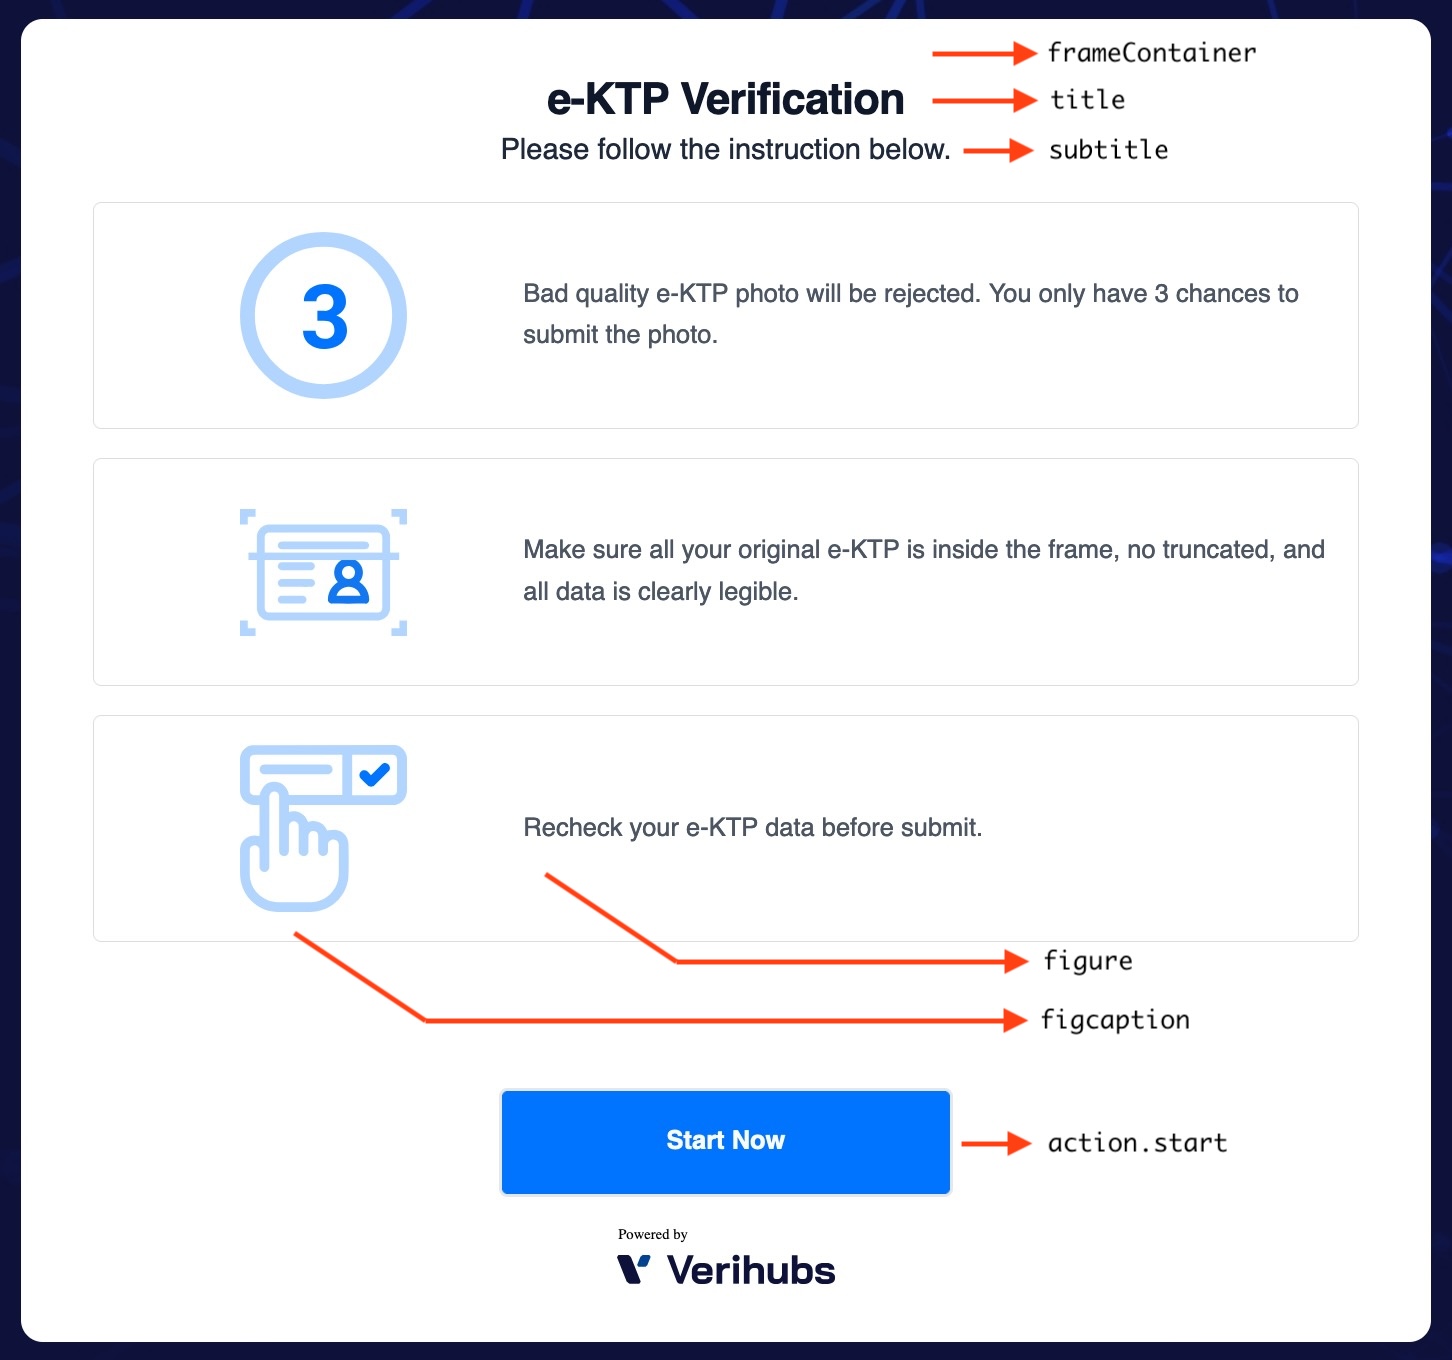 frameContainer
e-KTP Verification
title
Please follow the instruction below.
subtitle
3
Bad quality e-KTP photo will be rejected. You only have 3 chances to
submit the photo.
Make sure all your original e-KTP is inside the frame, no truncated, and
all data is clearly legible.
Recheck your e-KTP data before submit.
figure
figcaption
Start Now
action.start
Powered by
Verihubs